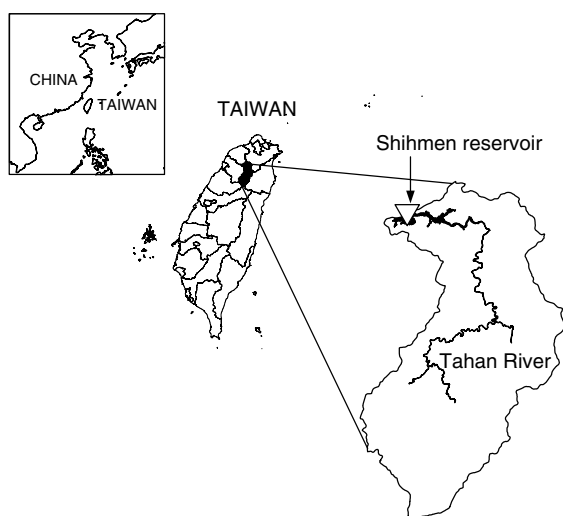 CHINA
TAIWAN
TAIWAN
Shihmen reservoir
Tahan River